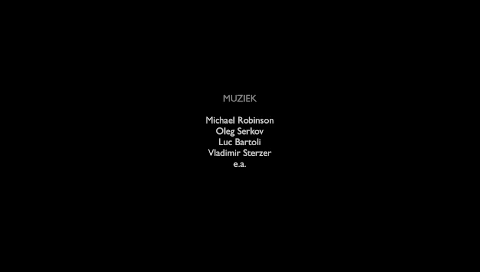 MUZIEK
Michael Robinson
Oleg Serkov
Luc Bartoli
Vladimir Sterzer
e.a.